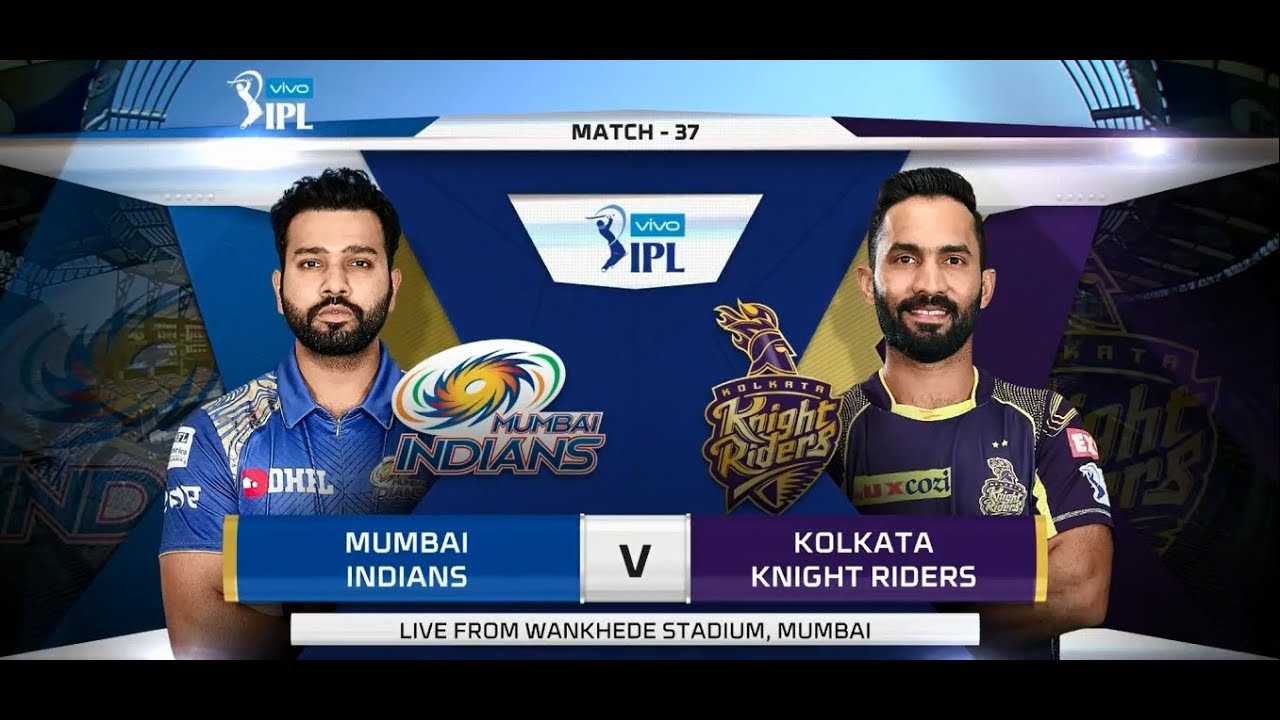 vivo
IPL
MATCH - 37
vivo
IPL
MUMBAI
INDIANS
KOLKATA
Knight
Riders
DHIL
LUXcozi
MUMBAI
INDIANS
V
KOLKATA
KNIGHT RIDERS
LIVE FROM WANKHEDE STADIUM, MUMBAI